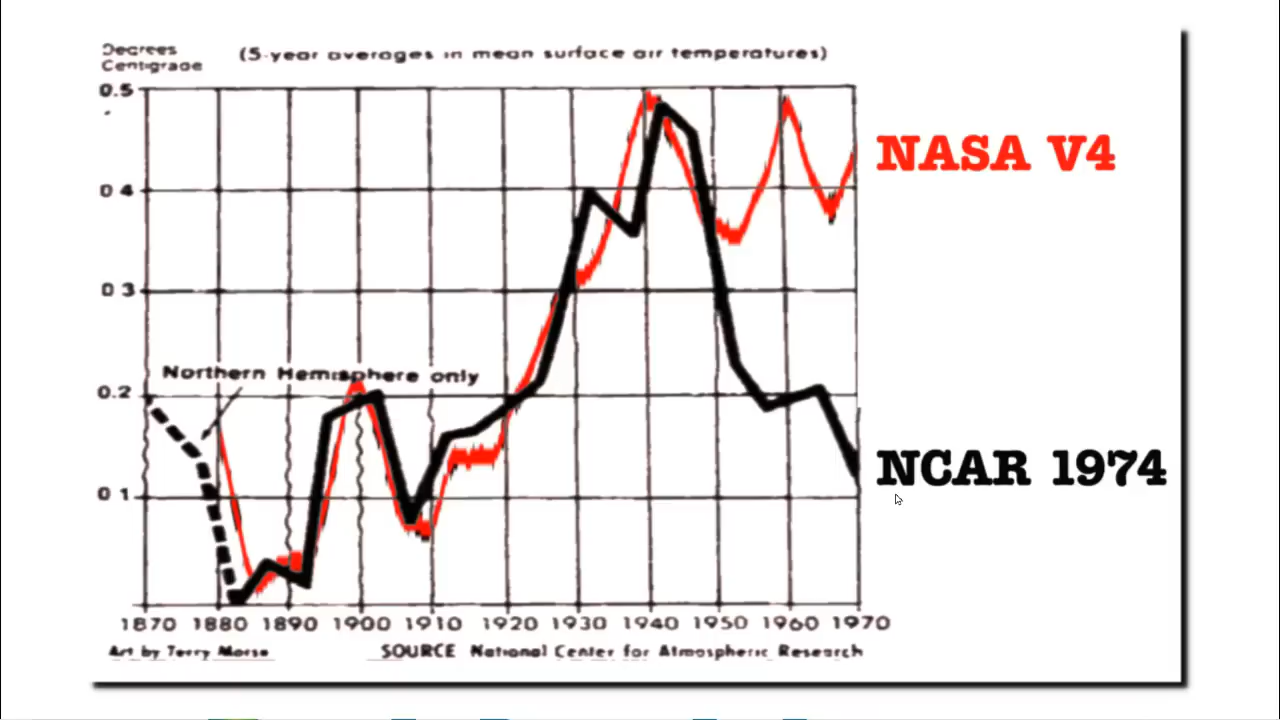 Degrees
Centigrade
(5-year averages in mean surface air temperatures)
0.5
NASA V4
0 4
0 3
Northern Hemisphere only
0.2
NCAR 1974
0 1
1870 1880 1890 1900 1910 1920 1930 1940 1950 1960 1970
Art by Terry Morse
SOURCE National Center for Atmospheric Research